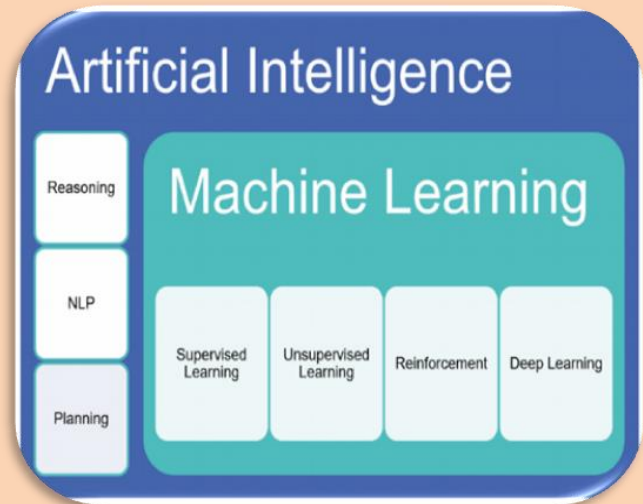 Artificial Intelligence
Reasoning
Machine Learning
NLP
Supervised
Learning
Unsupervised
Learning
Reinforcement
Deep Learning
Planning